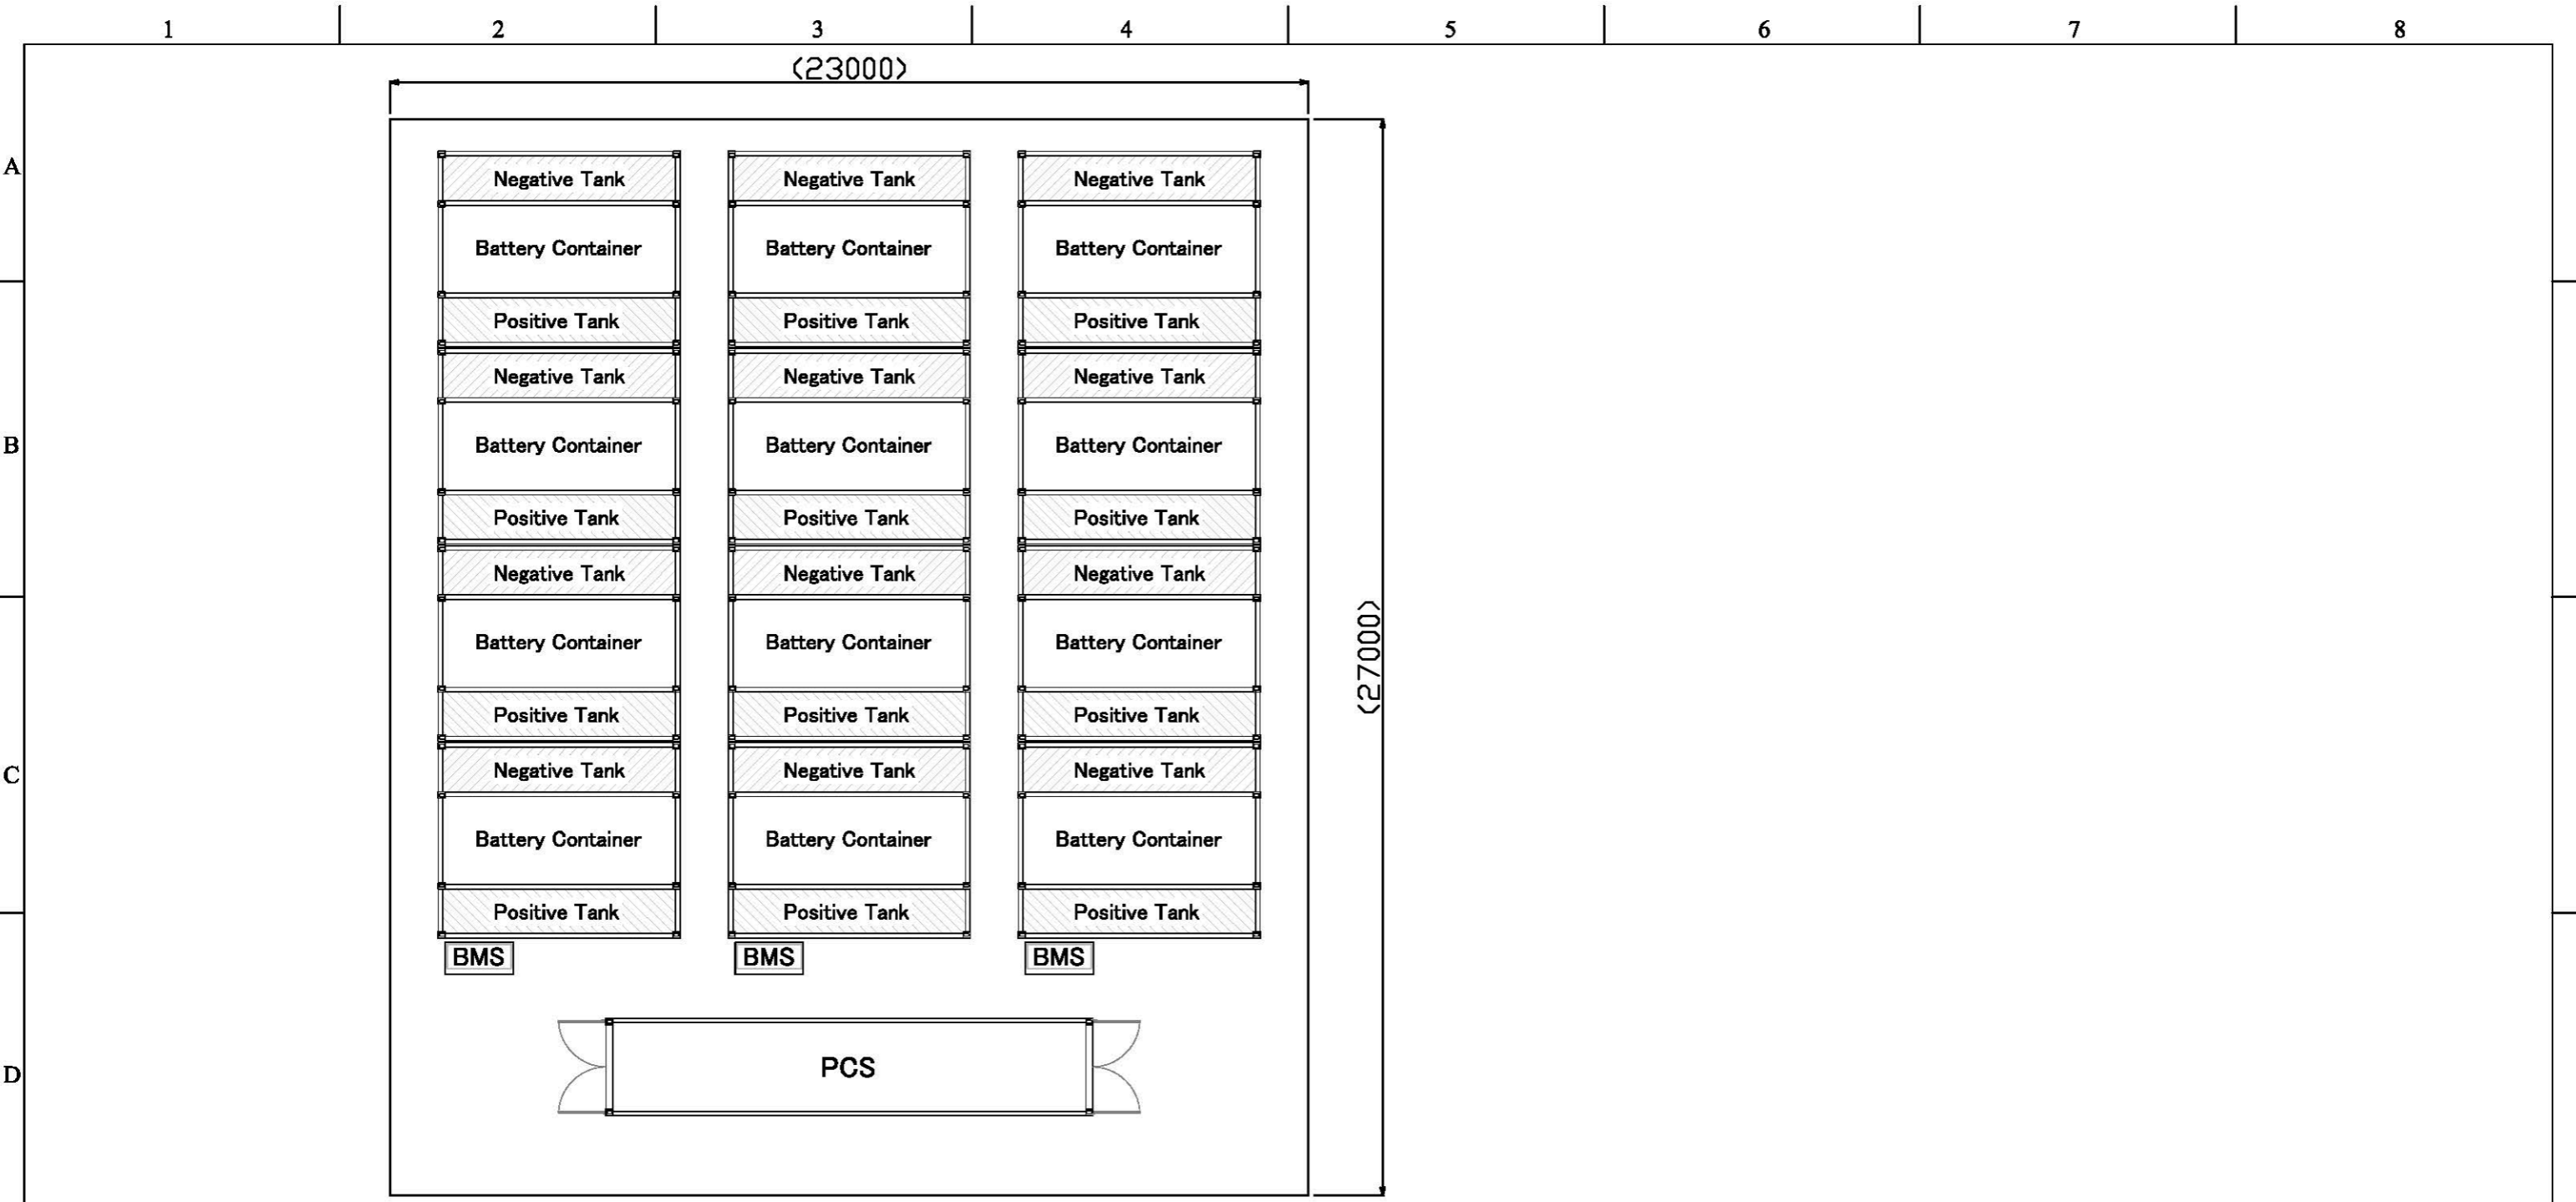 1 2 3 4 5 6 7 8
(23000)
A
Negative Tank Negative Tank Negative Tank
Battery Container Battery Container Battery Container
Positive Tank Positive Tank Positive Tank
Negative Tank Negative Tank Negative Tank
B
Battery Container Battery Container Battery Container
Positive Tank Positive Tank Positive Tank
Negative Tank Negative Tank Negative Tank
Battery Container Battery Container Battery Container
(27000)
Positive Tank Positive Tank Positive Tank
C
Negative Tank Negative Tank Negative Tank
Battery Container Battery Container Battery Container
Positive Tank Positive Tank Positive Tank
BMS BMS BMS
D
PCS